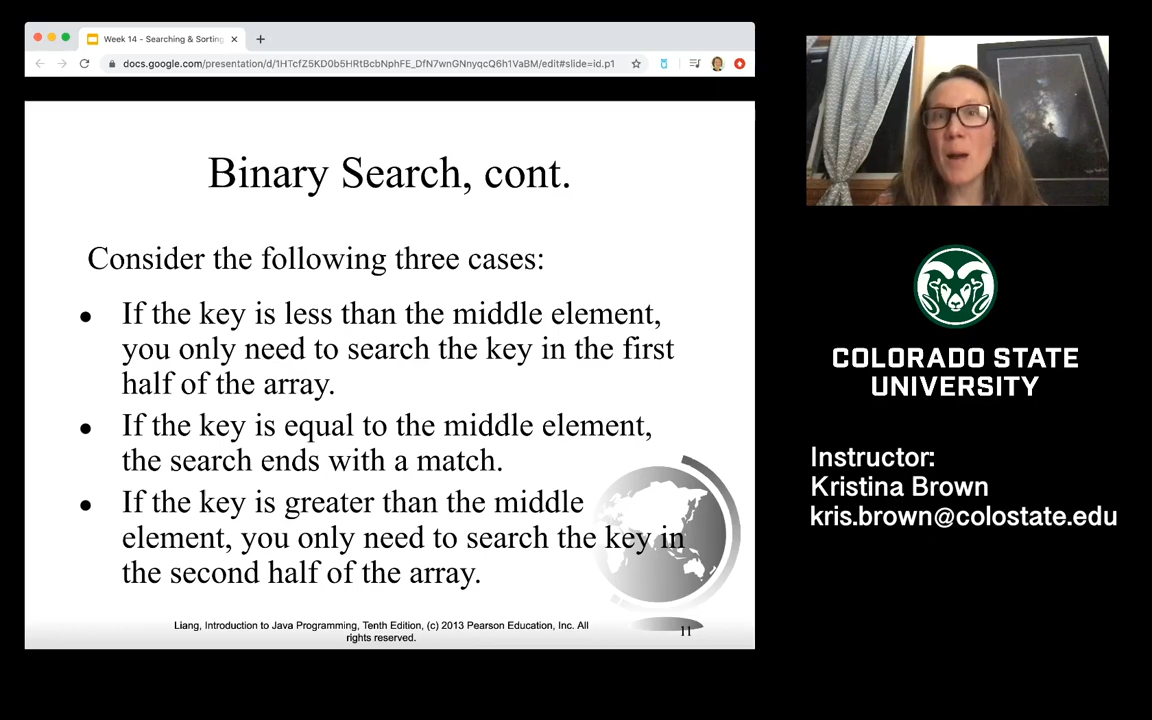 Week 14 - Searching & Sorting
docs.google.com/presentation/d/1HTcfZ5KD0b5HRtBcbNphFE_DfN7wnGNnyqcQ6h1VaBM/edit#slide=id.p1
Binary Search, cont.
Consider the following three cases:
● If the key is less than the middle element,
you only need to search the key in the first
half of the array.
● If the key is equal to the middle element,
the search ends with a match.
● If the key is greater than the middle
element, you only need to search the key in
the second half of the array.
Liang, Introduction to Java Programming, Tenth Edition, (c) 2013 Pearson Education, Inc. All
rights reserved.
11
COLORADO STATE
UNIVERSITY
Instructor:
Kristina Brown
kris.brown@colostate.edu